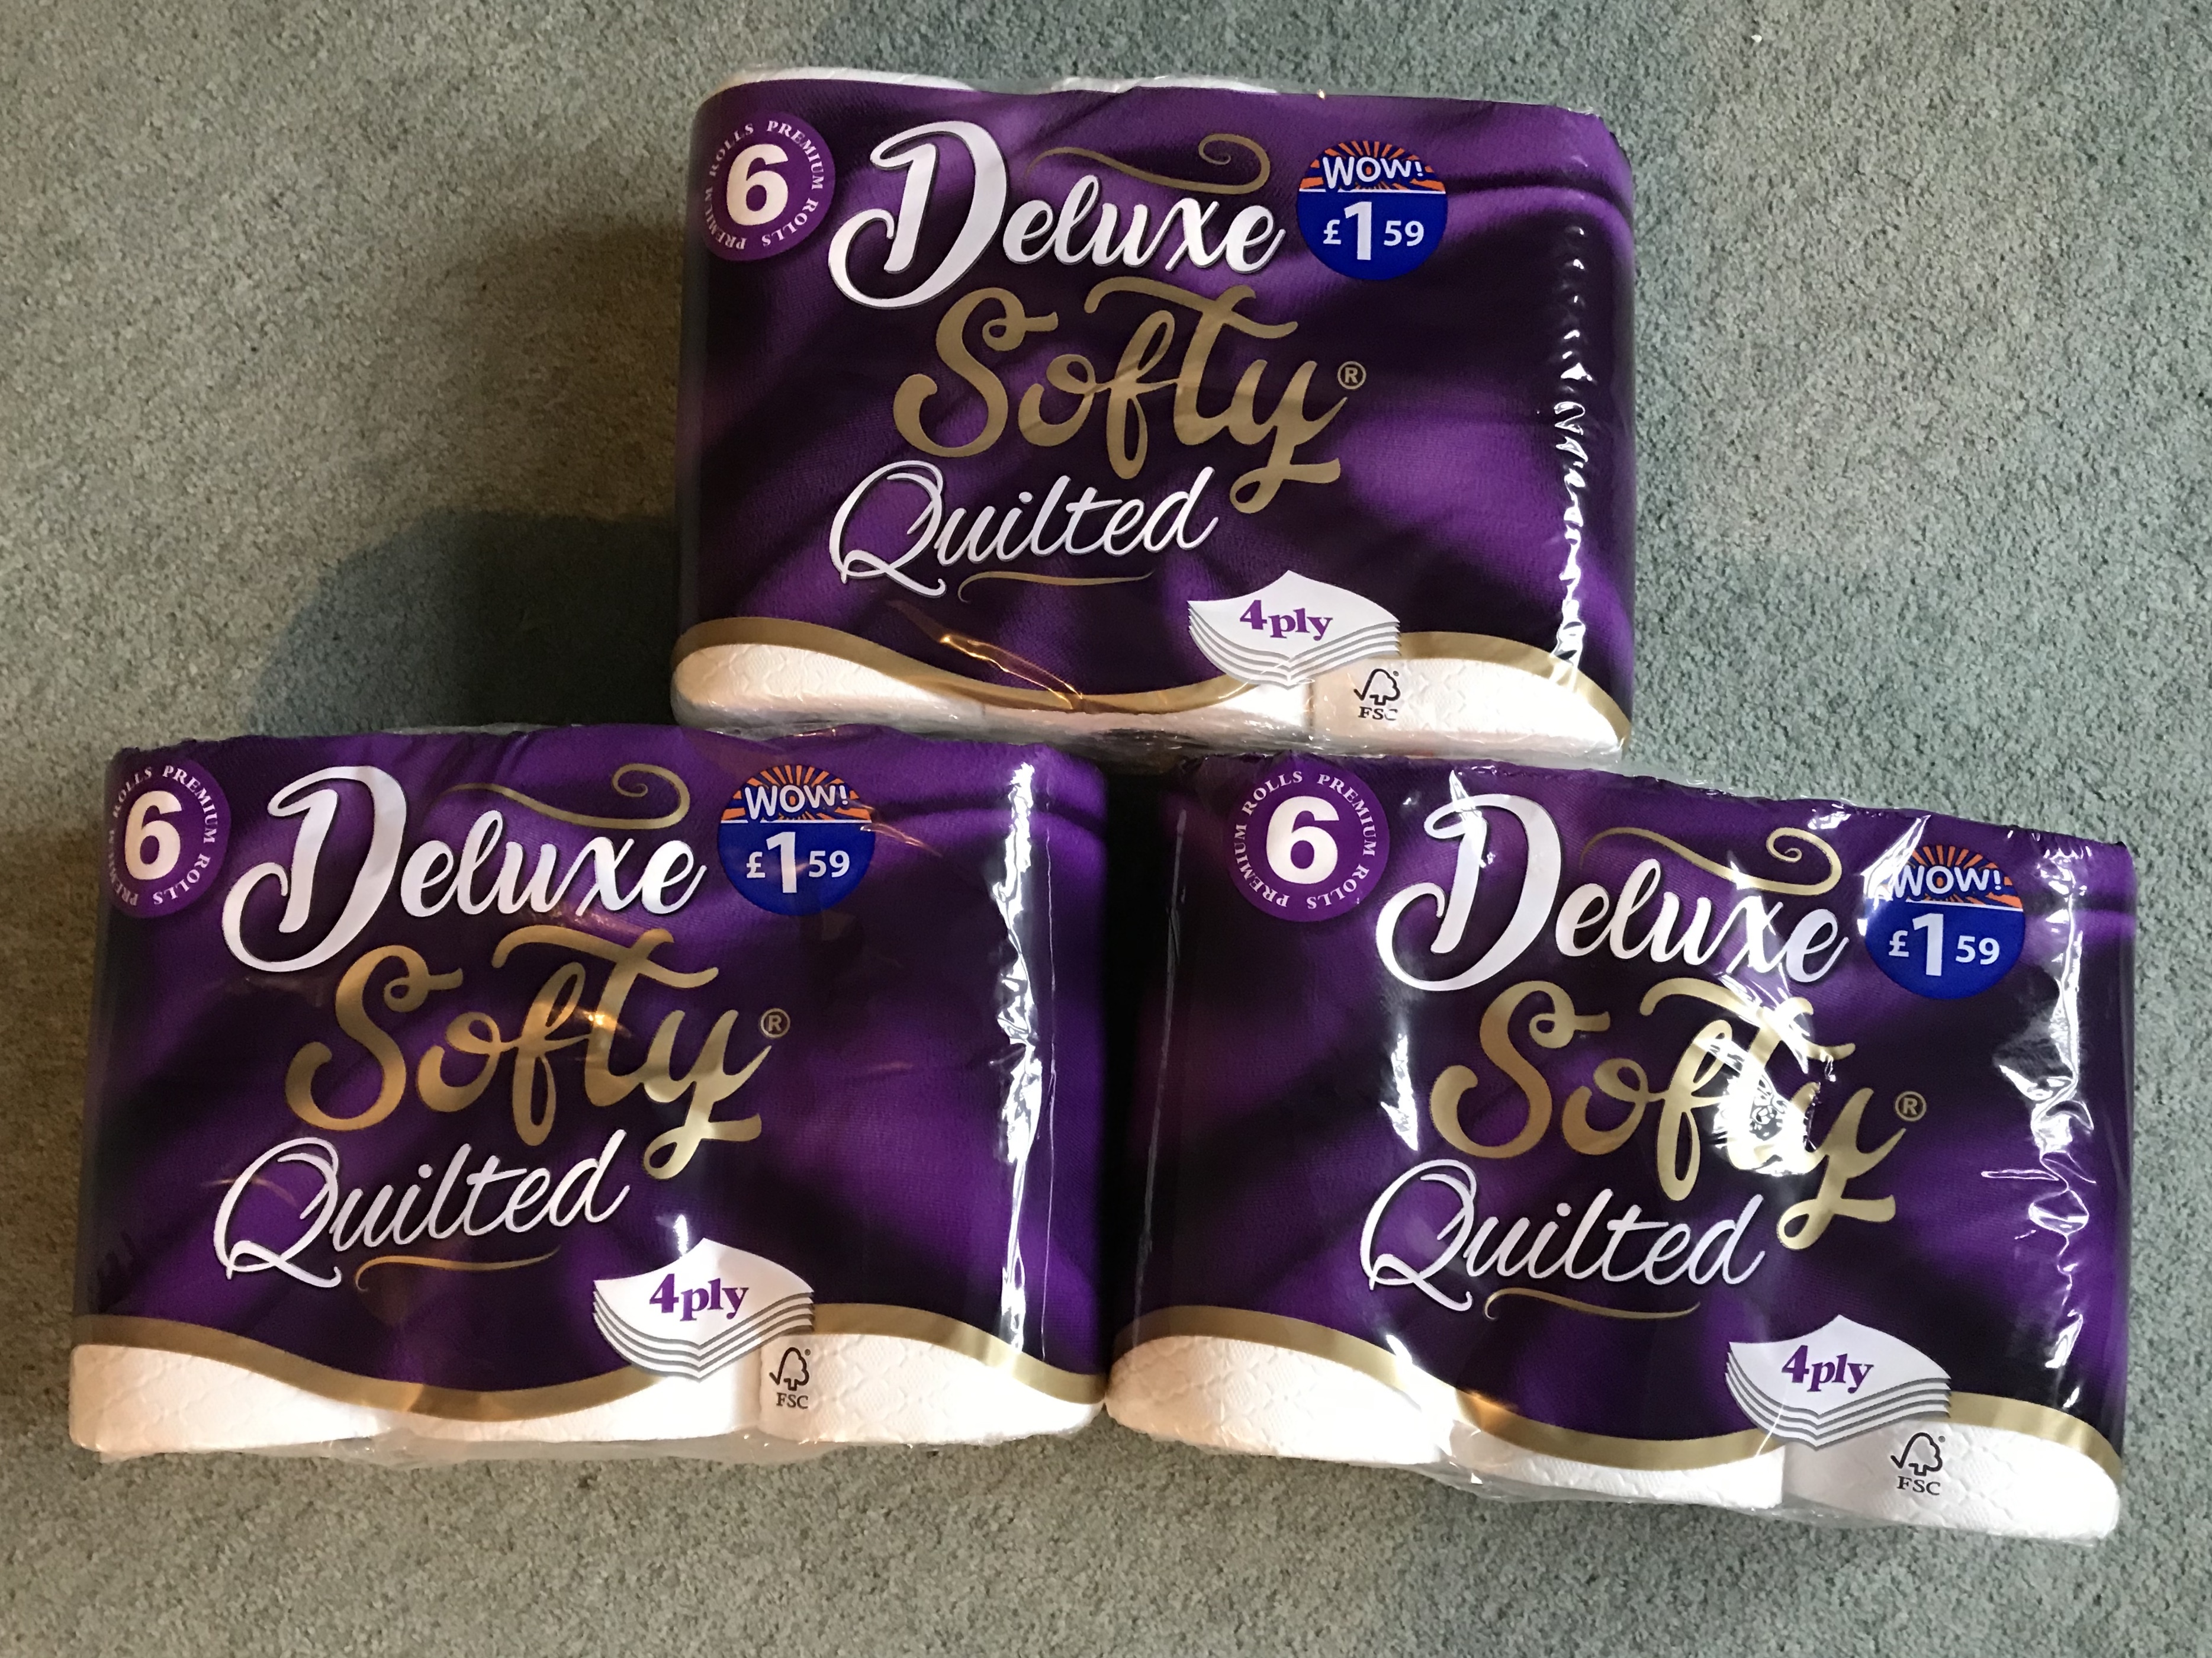 PREMIUM ROLLS PREMIUM ROLLS
6
Deluxe
WOW!
£1 59
Softy®
Quilted
4ply
FSC
PREMIUM ROLLS PREMIUM ROLLS
6
Deluxe
WOW!
£1 59
Softy®
Quilted
4ply
FSC
PREMIUM ROLLS PREMIUM ROLLS
6
Deluxe
WOW!
£1 59
Softy®
Quilted
4ply
FSC